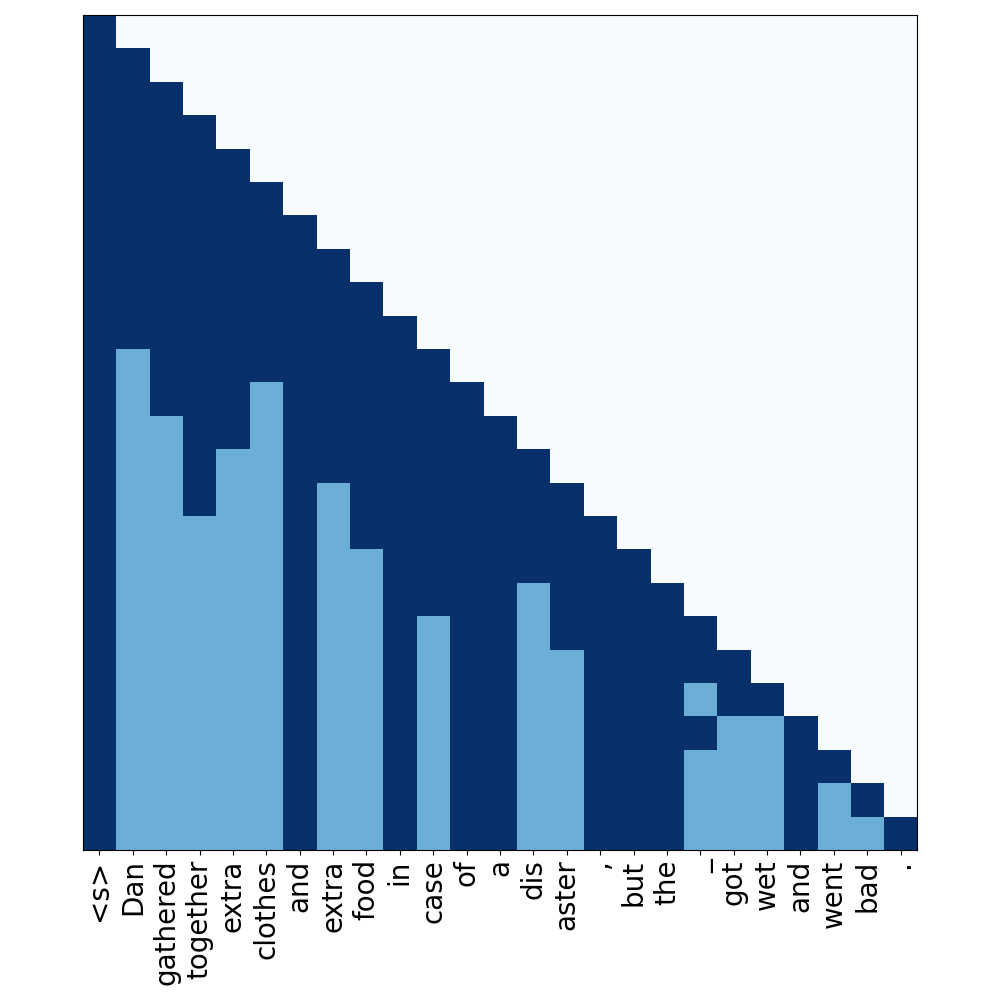 <s>
Dan
gathered
together
extra
clothes
and
extra
food
in
case
of
a
dis
aster
,
but
the
_
got
wet
and
went
bad
.